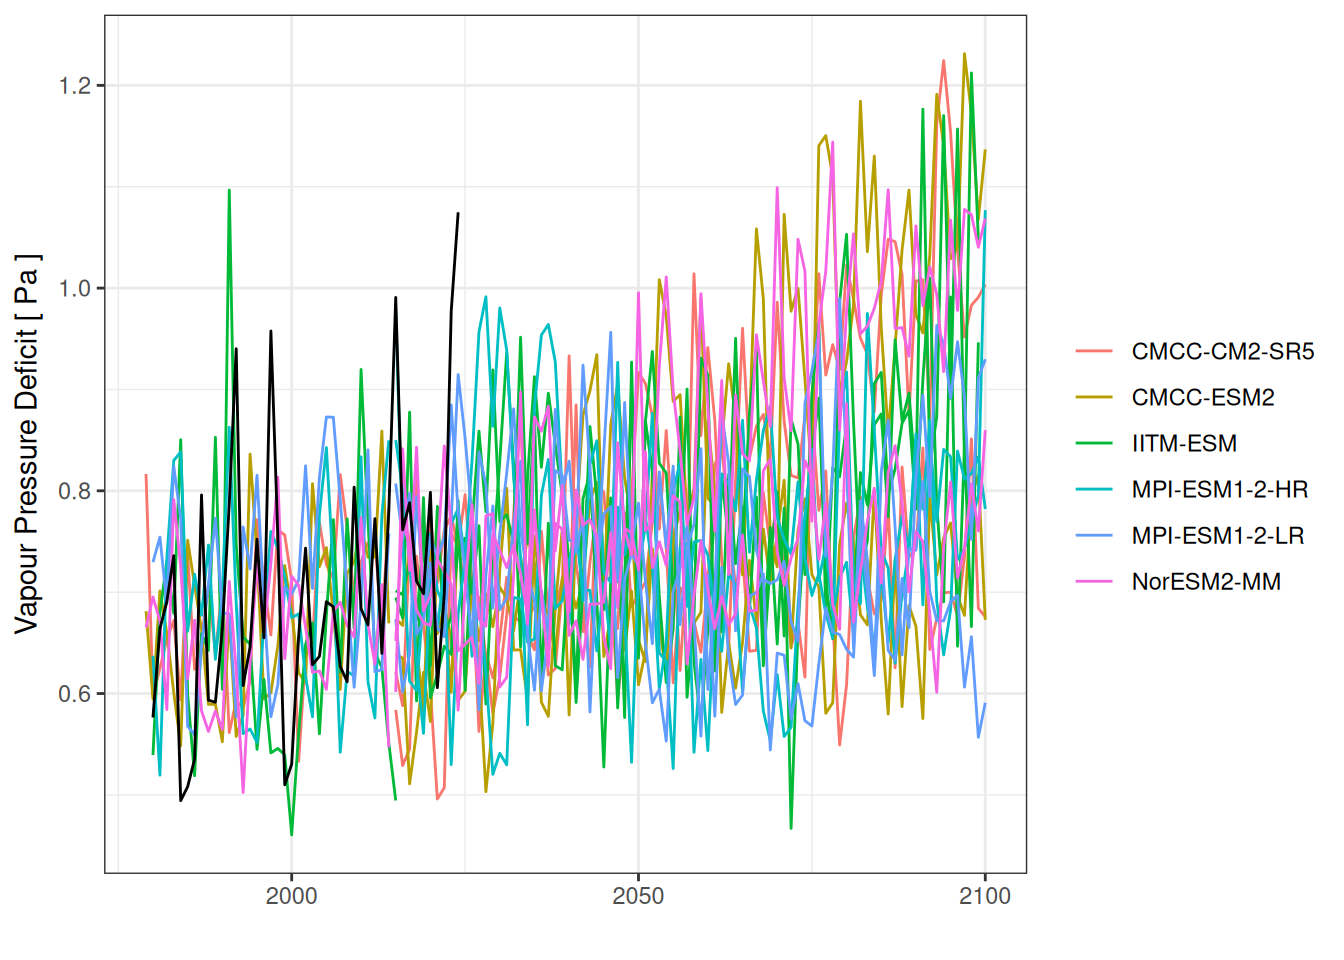 Vapour Pressure Deficit [ Pa ]
1.2
1.0
0.8
0.6
2000
2050
2100
CMCC-CM2-SR5
CMCC-ESM2
IITM-ESM
MPI-ESM1-2-HR
MPI-ESM1-2-LR
NorESM2-MM